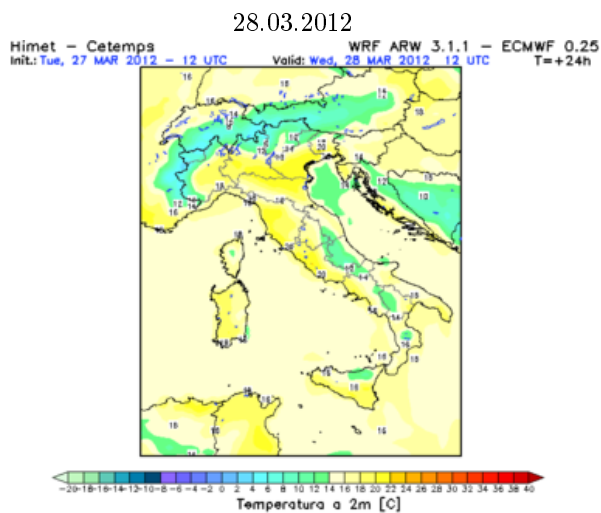 28.03.2012
Himet – Cetemps WRF ARW 3.1.1 – ECMWF 0.25
Init.: Tue, 27 MAR 2012 – 12 UTC Valid: Wed, 28 MAR 2012 12 UTC T=+24h
-20-18-16-14-12-10-8 -6 -4 -2 0 2 4 6 8 10 12 14 16 18 20 22 24 26 28 30 32 34 36 38 40
Temperatura a 2m [C]